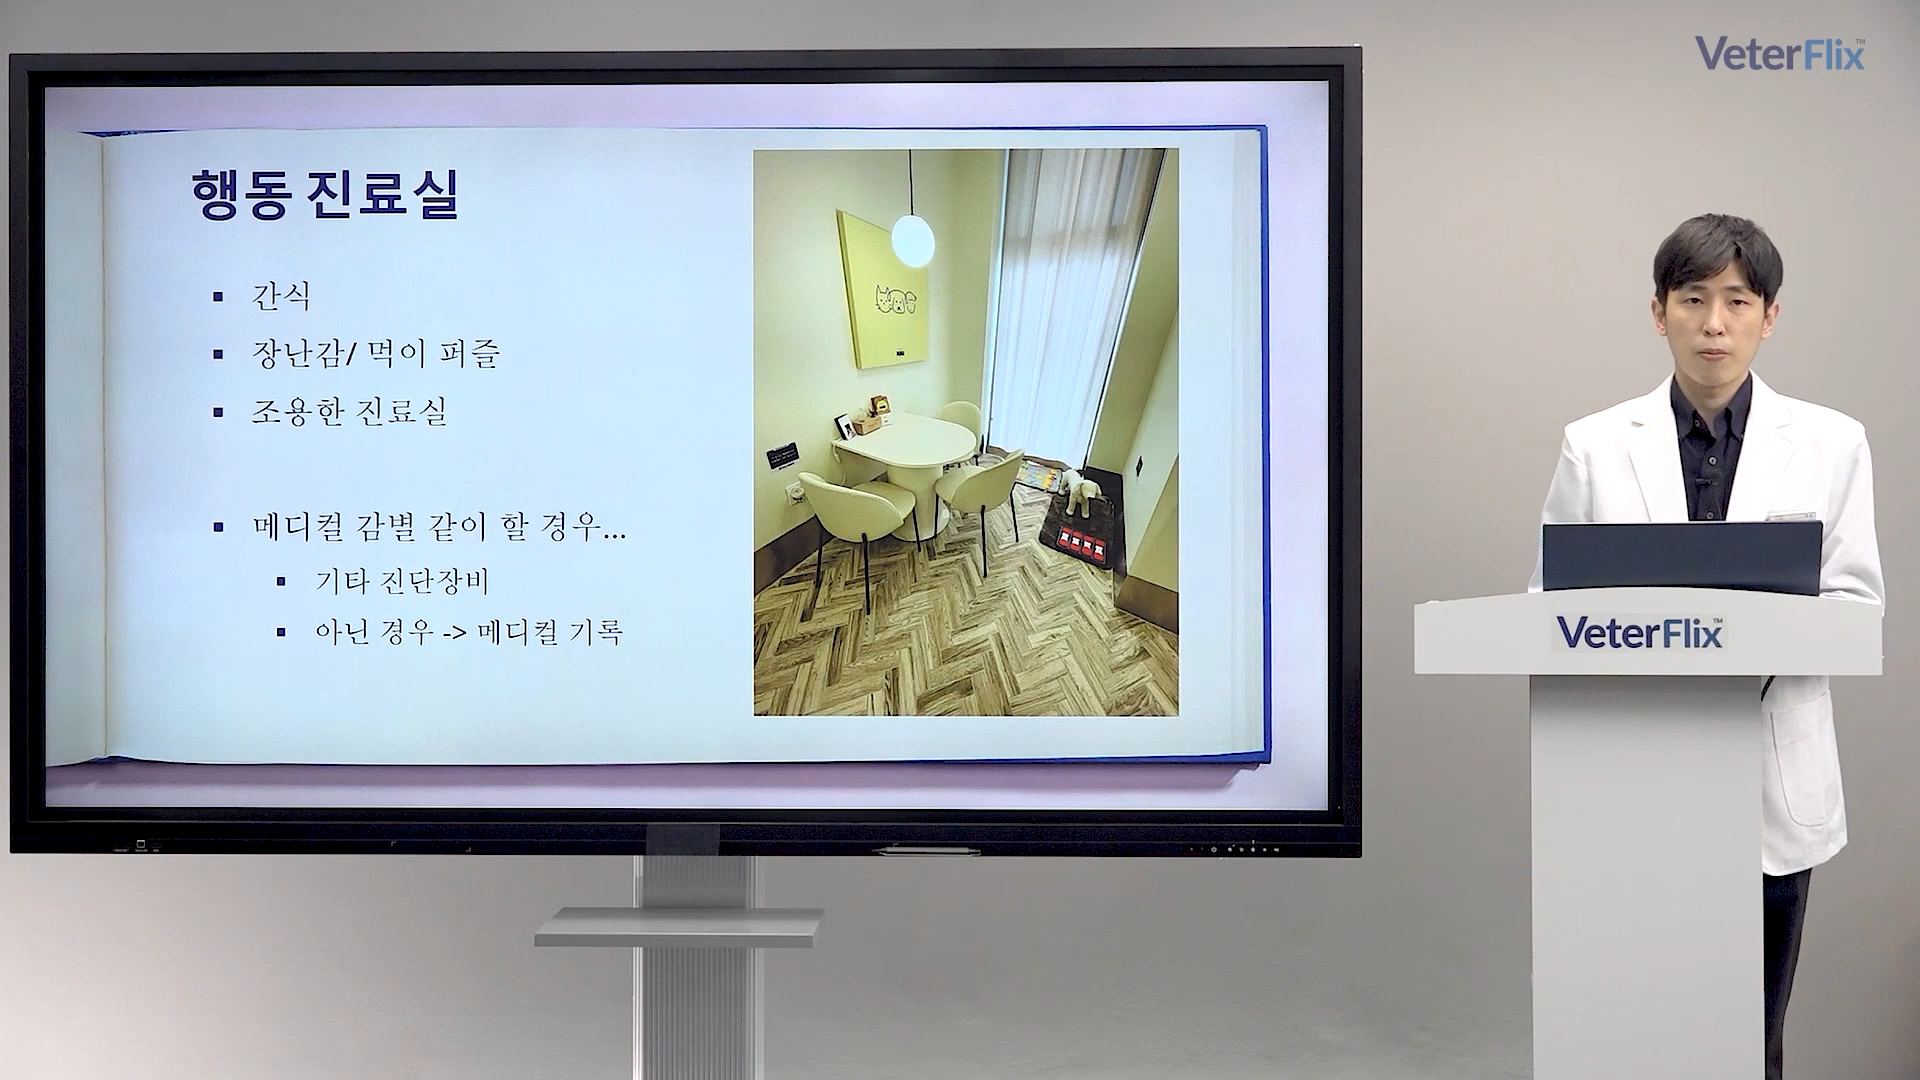 VeterFlix™
행동 진료실
▪ 간식
▪ 장난감/ 먹이 퍼즐
▪ 조용한 진료실
▪ 메디컬 감별 같이 할 경우...
▪ 기타 진단장비
▪ 아닌 경우 -> 메디컬 기록
VeterFlix™